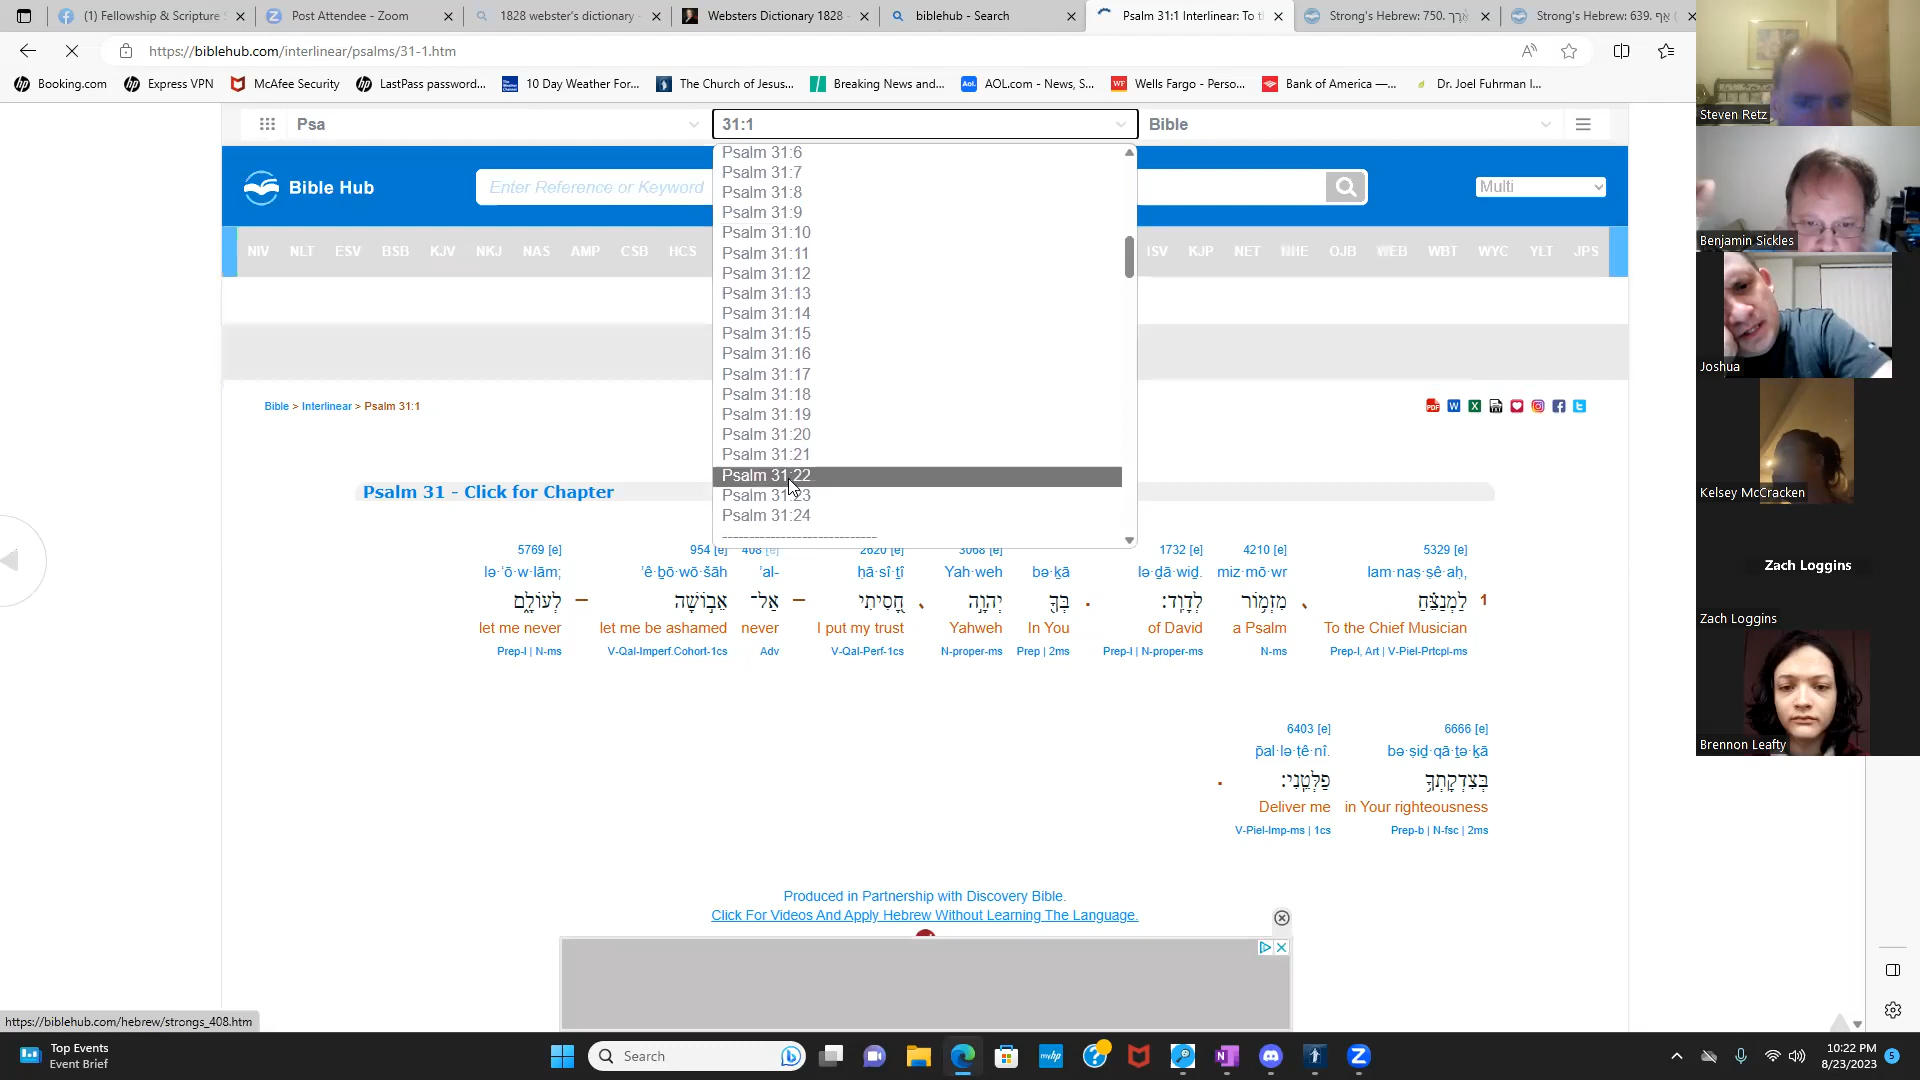 (1) Fellowship & Scripture S
Post Attendee - Zoom
1828 webster's dictionary
Websters Dictionary 1828
biblehub - Search
Psalm 31:1 Interlinear: To th
Strong's Hebrew: 750.
Strong's Hebrew: 639. אַף
https://biblehub.com/interlinear/psalms/31-1.htm
Booking.com
Express VPN
McAfee Security
LastPass password...
10 Day Weather For...
The Church of Jesus...
Breaking News and...
AOL.com - News, S...
Wells Fargo - Perso...
Bank of America —...
Dr. Joel Fuhrman I...
Psa
31:1
Bible
Bible Hub
Enter Reference or Keyword
Multi
NIV NLT ESV BSB KJV NKJ NAS AMP CSB HCS
ISV KJP NET NHE OJB WEB WBT WYC YLT JPS
Psalm 31:6
Psalm 31:7
Psalm 31:8
Psalm 31:9
Psalm 31:10
Psalm 31:11
Psalm 31:12
Psalm 31:13
Psalm 31:14
Psalm 31:15
Psalm 31:16
Psalm 31:17
Psalm 31:18
Psalm 31:19
Psalm 31:20
Psalm 31:21
Psalm 31:22
Psalm 31:23
Psalm 31:24
----------------------------
Bible > Interlinear > Psalm 31:1
Psalm 31 - Click for Chapter
5769 [e] 954 [e] 408 [e] 2620 [e] 3068 [e] 1732 [e] 4210 [e] 5329 [e]
lə·‘ō·w·lām; ’ê·ḇō·wō·šāh ’al- ḥā·sî·ṯî Yah·weh bə·ḵā lə·ḏā·wiḏ. miz·mō·wr lam·naṣ·ṣê·aḥ,
1 לַמְנַצֵּ֗חַ 、 מִזְמ֥וֹר לְדָוִֽד׃ . בְּךָ֖ יְהוָ֣ה 、 חָ֭סִיתִי – אַל־ אֵב֣וֹשָׁה – לְעוֹלָ֑ם
let me never let me be ashamed never I put my trust Yahweh In You of David a Psalm To the Chief Musician
Prep-l | N-ms V-Qal-Imperf.Cohort-1cs Adv V-Qal-Perf-1cs N-proper-ms Prep | 2ms Prep-l | N-proper-ms N-ms Prep-l, Art | V-Piel-Prtcpl-ms
6403 [e] 6666 [e]
p̄al·lə·ṭê·nî. bə·ṣiḏ·qā·ṯə·ḵā
בְּצִדְקָתְךָ֥ פַלְּטֵֽנִי׃ .
Deliver me in Your righteousness
V-Piel-Imp-ms | 1cs Prep-b | N-fsc | 2ms
Produced in Partnership with Discovery Bible.
Click For Videos And Apply Hebrew Without Learning The Language.
Steven Retz
Benjamin Sickles
Joshua
Kelsey McCracken
Zach Loggins
Zach Loggins
Brennon Leafty
https://biblehub.com/hebrew/strongs_408.htm
Top Events
Event Brief
Search
10:22 PM
8/23/2023
5